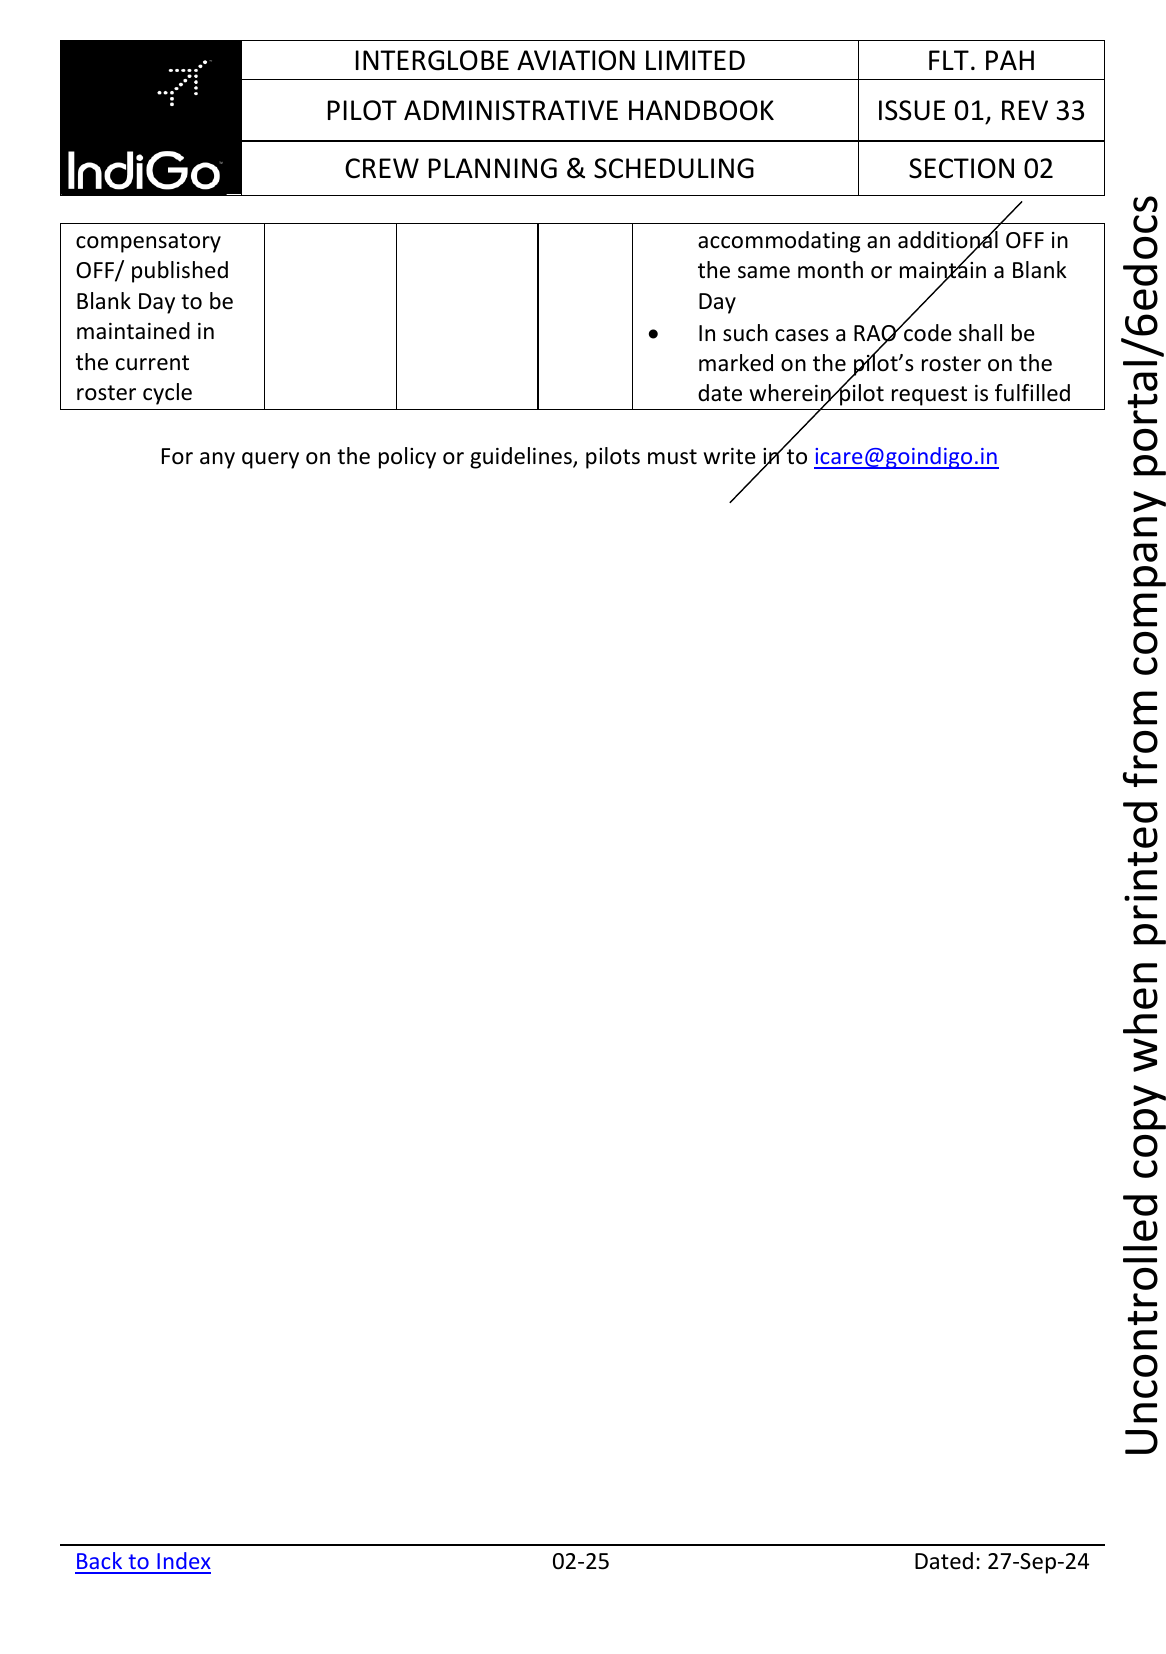 IndiGo
INTERGLOBE AVIATION LIMITED
FLT. PAH
PILOT ADMINISTRATIVE HANDBOOK
ISSUE 01, REV 33
CREW PLANNING & SCHEDULING
SECTION 02
compensatory
OFF/ published
Blank Day to be
maintained in
the current
roster cycle
accommodating an additional OFF in
the same month or maintain a Blank
Day
• In such cases a RAO code shall be
marked on the pilot’s roster on the
date wherein pilot request is fulfilled
For any query on the policy or guidelines, pilots must write in to icare@goindigo.in
Uncontrolled copy when printed from company portal/6edocs
Back to Index
02-25
Dated: 27-Sep-24